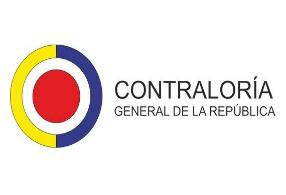 CONTRALORÍA
GENERAL DE LA REPÚBLICA